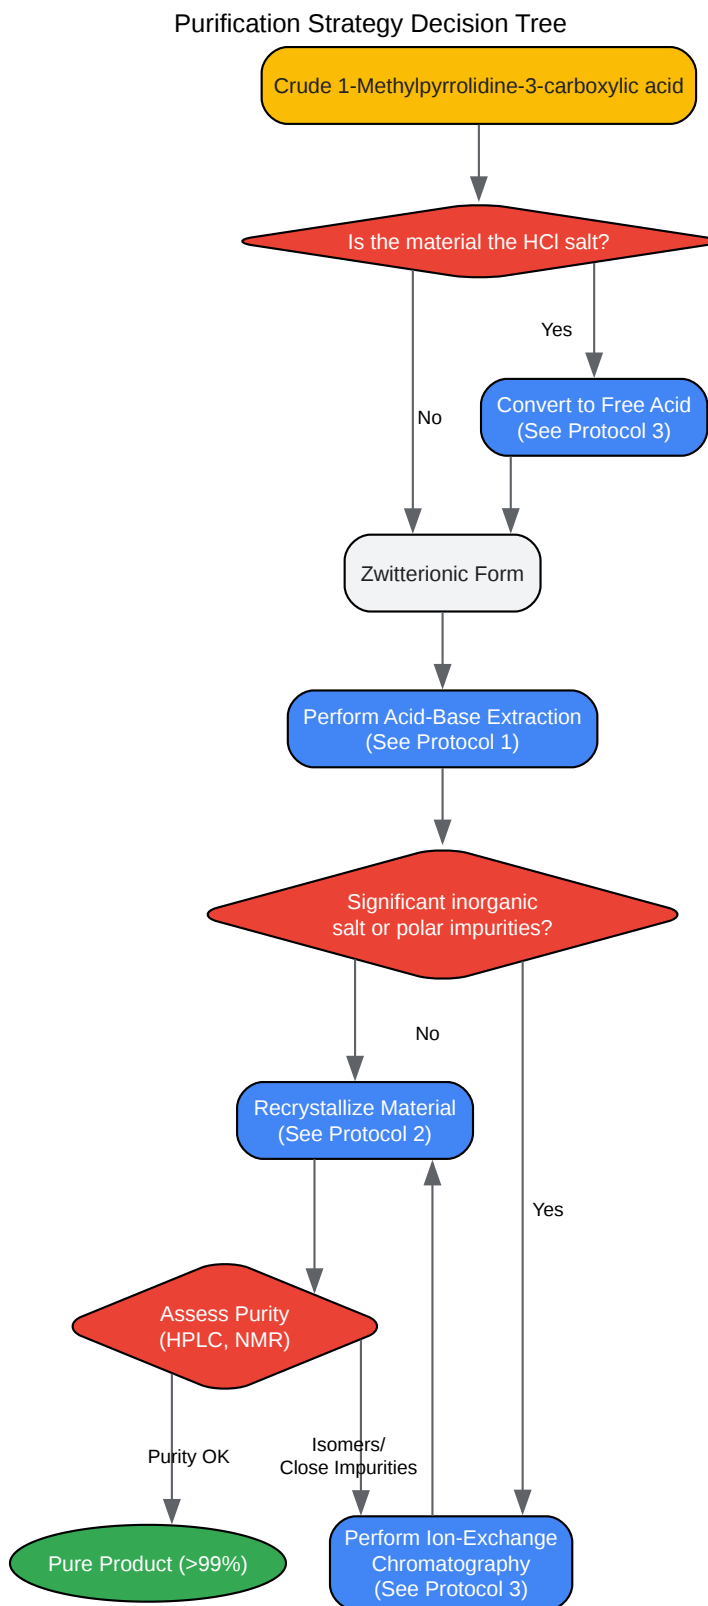 Purification Strategy Decision Tree
Crude 1-Methylpyrrolidine-3-carboxylic acid
Is the material the HCl salt?
Yes
Convert to Free Acid
(See Protocol 3)
No
Zwitterionic Form
Perform Acid-Base Extraction
(See Protocol 1)
Significant inorganic
salt or polar impurities?
No
Recrystallize Material
(See Protocol 2)
Yes
Assess Purity
(HPLC, NMR)
Purity OK
Isomers/
Close Impurities
Pure Product (>99%)
Perform Ion-Exchange
Chromatography
(See Protocol 3)